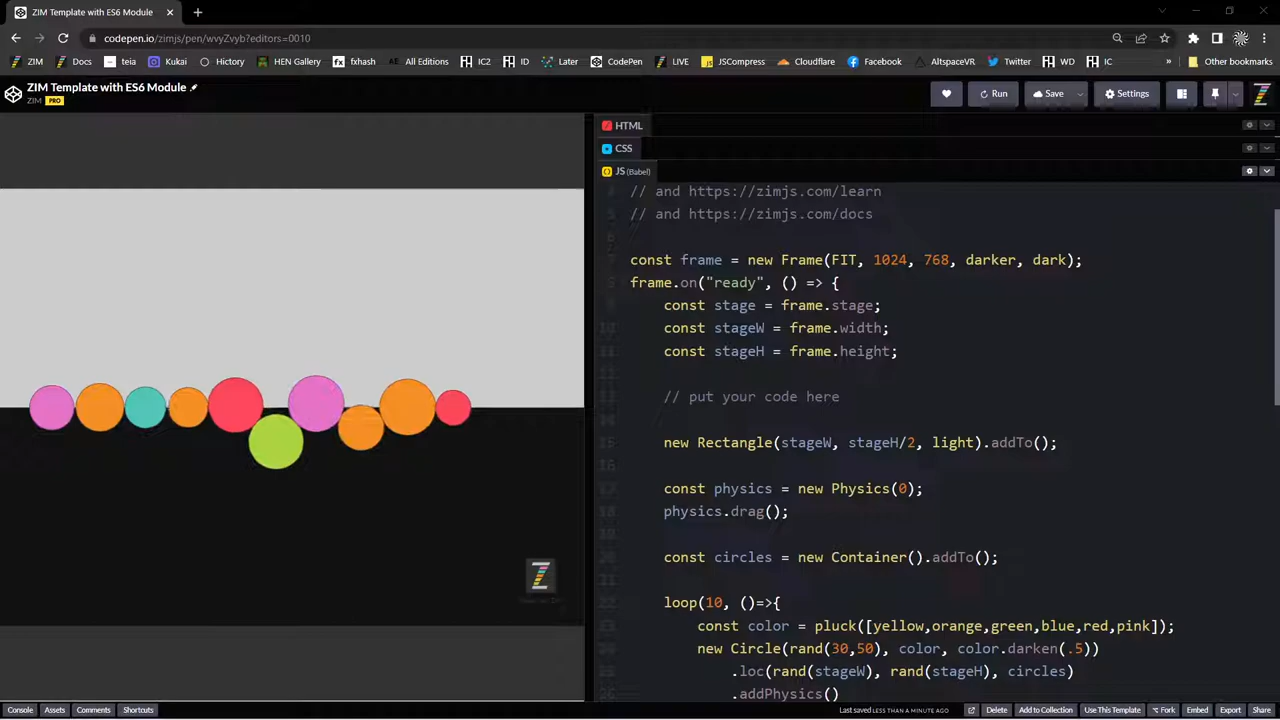 ZIM Template with ES6 Module
codepen.io/zimjs/pen/wvyZvyb?editors=0010
ZIM
Docs
teia
Kukai
Hictory
HEN Gallery
fxhash
All Editions
IC2
ID
Later
CodePen
LIVE
JSCompress
Cloudflare
Facebook
AltspaceVR
Twitter
WD
IC
»
Other bookmarks
ZIM Template with ES6 Module
ZIM PRO
Run
Save
Settings
HTML
CSS
JS (Babel)
// and https://zimjs.com/learn
// and https://zimjs.com/docs
const frame = new Frame(FIT, 1024, 768, darker, dark);
frame.on("ready", () => {
const stage = frame.stage;
const stageW = frame.width;
const stageH = frame.height;
// put your code here
new Rectangle(stageW, stageH/2, light).addTo();
const physics = new Physics(0);
physics.drag();
const circles = new Container().addTo();
loop(10, ()=>{
const color = pluck([yellow,orange,green,blue,red,pink]);
new Circle(rand(30,50), color, color.darken(.5))
.loc(rand(stageW), rand(stageH), circles)
.addPhysics()
Console
Assets
Comments
Shortcuts
Last saved LESS THAN A MINUTE AGO
Delete
Add to Collection
Use This Template
Fork
Embed
Export
Share